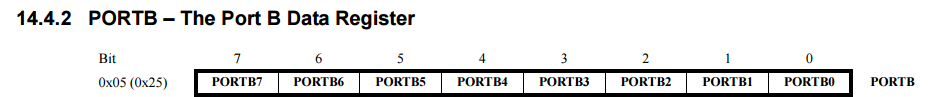 14.4.2 PORTB – The Port B Data Register
Bit 7 6 5 4 3 2 1 0
0x05 (0x25) PORTB7 PORTB6 PORTB5 PORTB4 PORTB3 PORTB2 PORTB1 PORTB0 PORTB